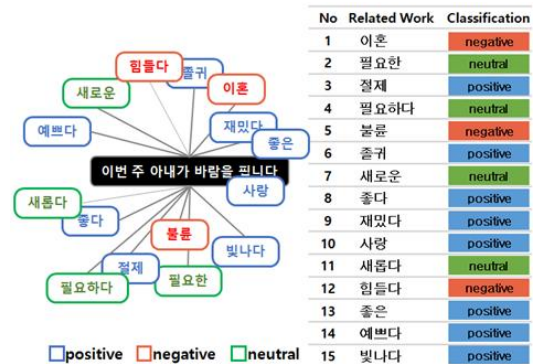 힘들다
졸귀
새로운
이혼
예쁘다
재밌다
좋은
이번 주 아내가 바람을 핍니다
사랑
새롭다
좋다
불륜
빛나다
절제
필요한
필요하다
positive negative neutral
No Related Work Classification
1 이혼 negative
2 필요한 neutral
3 절제 positive
4 필요하다 neutral
5 불륜 negative
6 졸귀 positive
7 새로운 neutral
8 좋다 positive
9 재밌다 positive
10 사랑 positive
11 새롭다 neutral
12 힘들다 negative
13 좋은 positive
14 예쁘다 positive
15 빛나다 positive